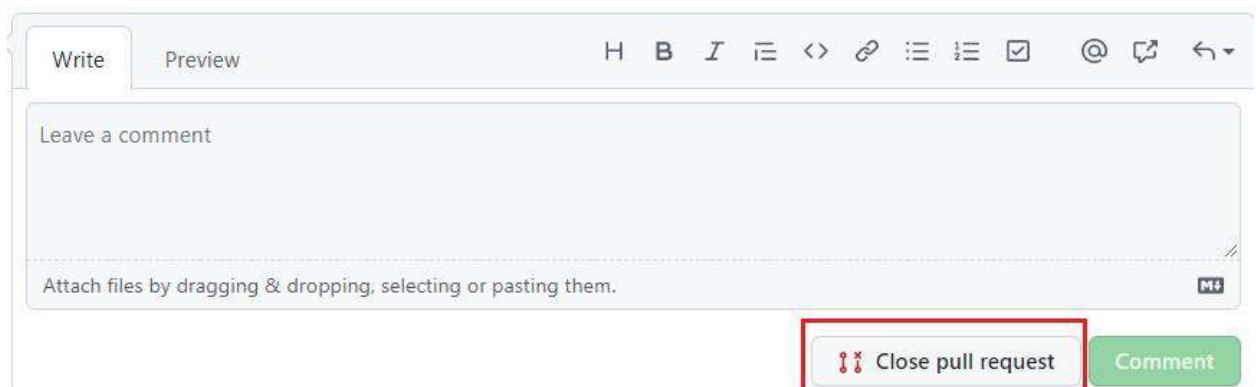 Write Preview H B I <> @
Leave a comment
Attach files by dragging & dropping, selecting or pasting them. M↓
Close pull request Comment